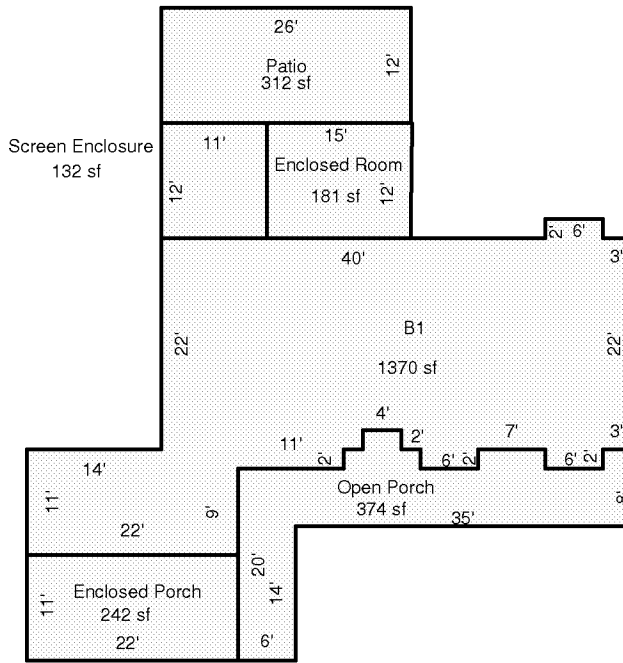 26'
Patio
312 sf
12'
Screen Enclosure
132 sf
11'
12'
15'
Enclosed Room
181 sf
12'
2'
6'
3'
40'
22'
B1
1370 sf
22'
4'
11'
2'
2'
6'
2'
7'
6'
2'
3'
14'
11'
22'
9'
Open Porch
374 sf
35'
20'
14'
6'
11'
Enclosed Porch
242 sf
22'